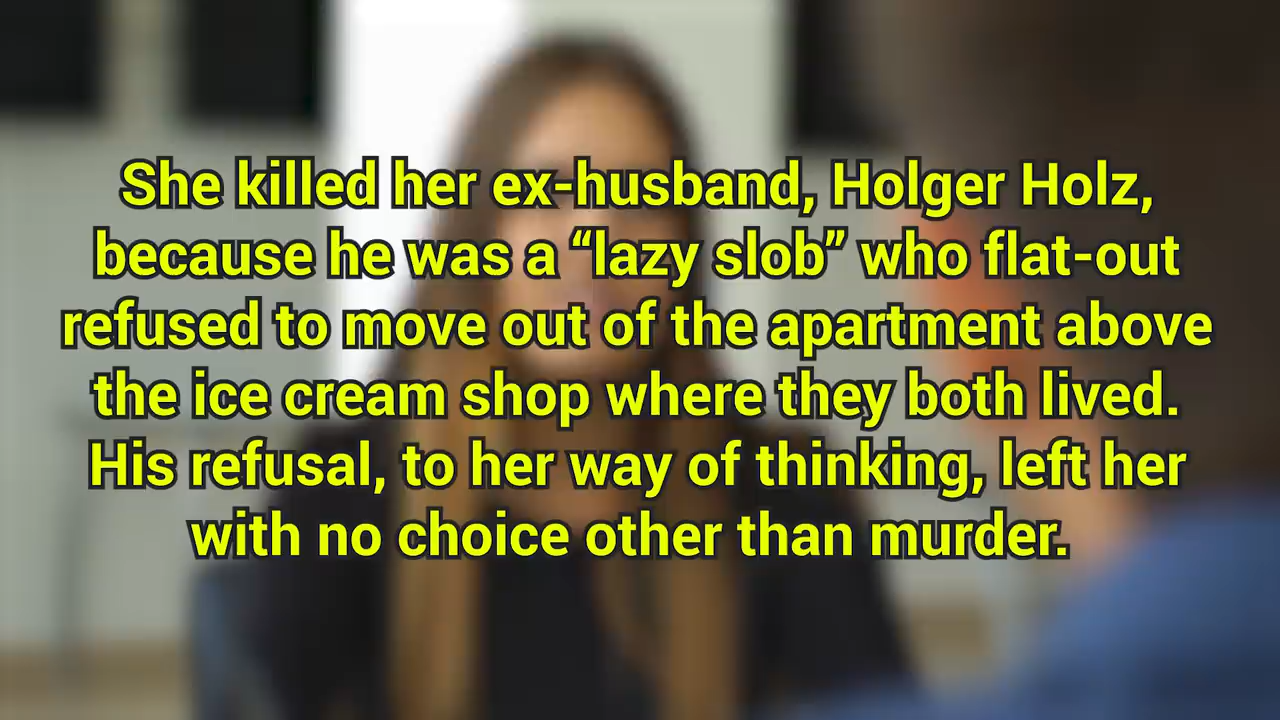 She killed her ex-husband, Holger Holz,
because he was a “lazy slob” who flat-out
refused to move out of the apartment above
the ice cream shop where they both lived.
His refusal, to her way of thinking, left her
with no choice other than murder.